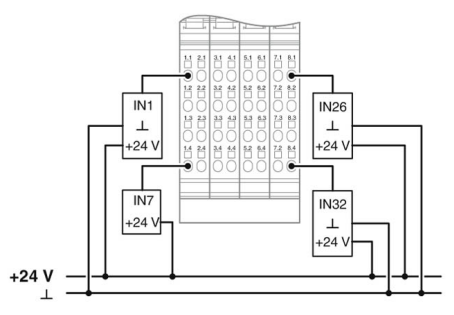 1.1 2.1 3.1 4.1 5.1 6.1 7.1 8.1
1.2 2.2 3.2 4.2 5.2 6.2 7.2 8.2
1.3 2.3 3.3 4.3 5.3 6.3 7.3 8.3
1.4 2.4 3.4 4.4 5.2 6.4 7.2 8.4
IN1
+24 V
IN26
+24 V
IN7
+24 V
IN32
+24 V
+24 V